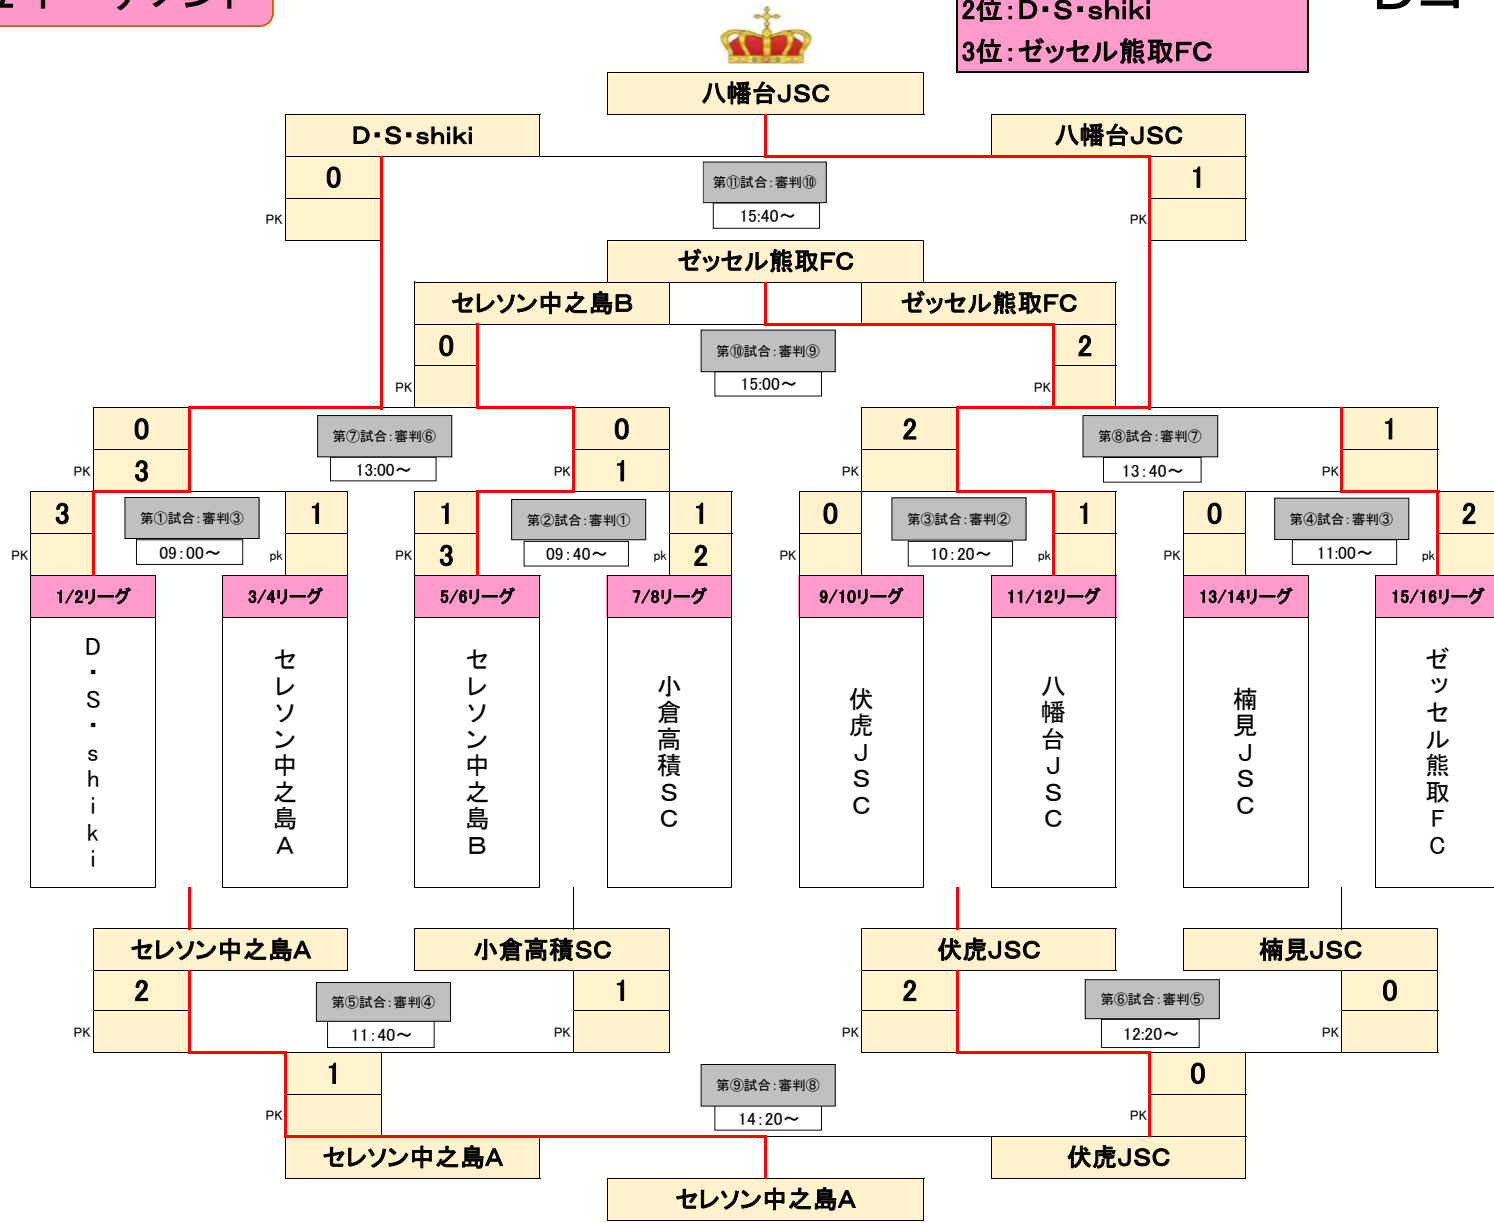 2位:D・S・shiki
3位:ゼッセル熊取FC
八幡台JSC
D・S・shiki
八幡台JSC
0
第⑪試合:審判⑩
1
PK
15:40～
PK
ゼッセル熊取FC
セレソン中之島B
ゼッセル熊取FC
0
第⑩試合:審判⑨
2
PK
15:00～
PK
0
第⑦試合:審判⑥
0
2
第⑧試合:審判⑦
1
PK
3
13:00～
PK
1
PK
13:40～
PK
3
第①試合:審判③
1
1
第②試合:審判①
1
0
第③試合:審判②
1
0
第④試合:審判③
2
PK
09:00～
pk
PK
3
09:40～
pk
2
PK
10:20～
pk
PK
11:00～
pk
1/2リーグ
3/4リーグ
5/6リーグ
7/8リーグ
9/10リーグ
11/12リーグ
13/14リーグ
15/16リーグ
D・S・shiki
セレソン中之島A
セレソン中之島B
小倉高積SC
伏虎JSC
八幡台JSC
楠見JSC
ゼッセル熊取FC
セレソン中之島A
小倉高積SC
伏虎JSC
楠見JSC
2
第⑤試合:審判④
1
2
第⑥試合:審判⑤
0
PK
11:40～
PK
PK
12:20～
PK
1
第⑨試合:審判⑧
0
PK
14:20～
PK
セレソン中之島A
伏虎JSC
セレソン中之島A